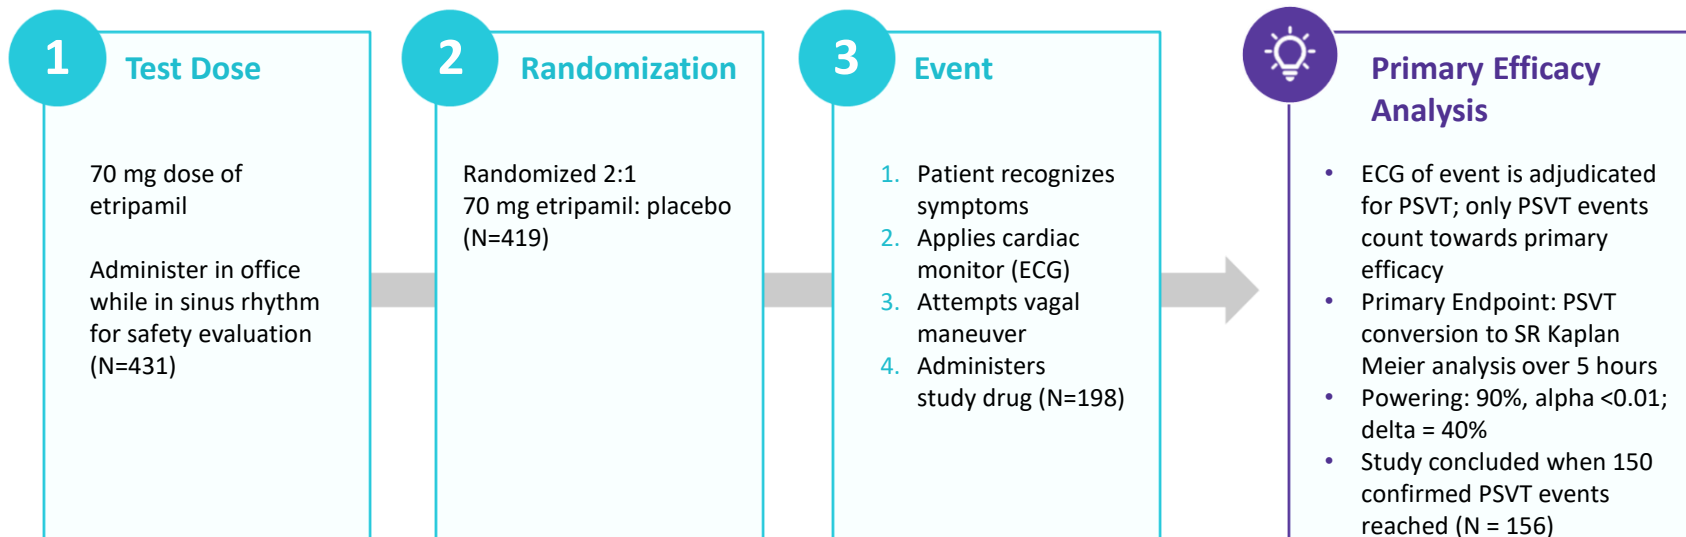 1
Test Dose
70 mg dose of
etripamil
Administer in office
while in sinus rhythm
for safety evaluation
(N=431)
2
Randomization
Randomized 2:1
70 mg etripamil: placebo
(N=419)
3
Event
1. Patient recognizes
symptoms
2. Applies cardiac
monitor (ECG)
3. Attempts vagal
maneuver
4. Administers
study drug (N=198)
Primary Efficacy
Analysis
• ECG of event is adjudicated
for PSVT; only PSVT events
count towards primary
efficacy
• Primary Endpoint: PSVT
conversion to SR Kaplan
Meier analysis over 5 hours
• Powering: 90%, alpha <0.01;
delta = 40%
• Study concluded when 150
confirmed PSVT events
reached (N = 156)